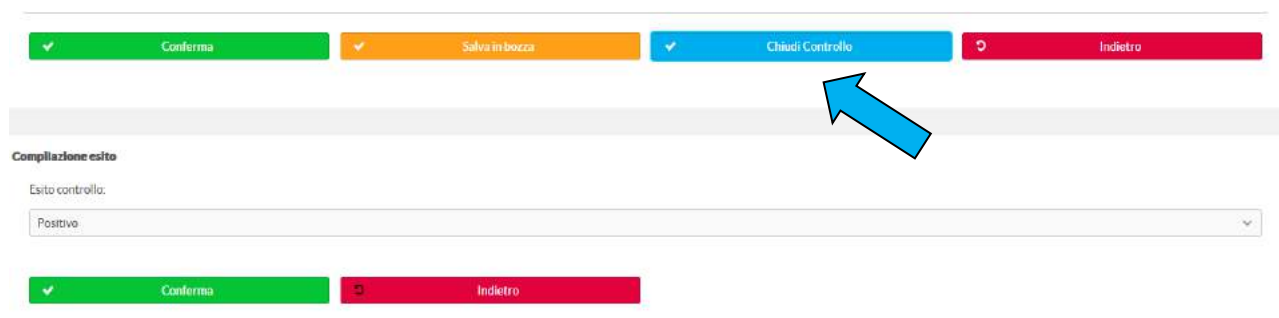 Conferma Salva in bozza Chiudi Controllo Indietro
Compilazione esito
Esito controllo:
Positivo
Conferma Indietro